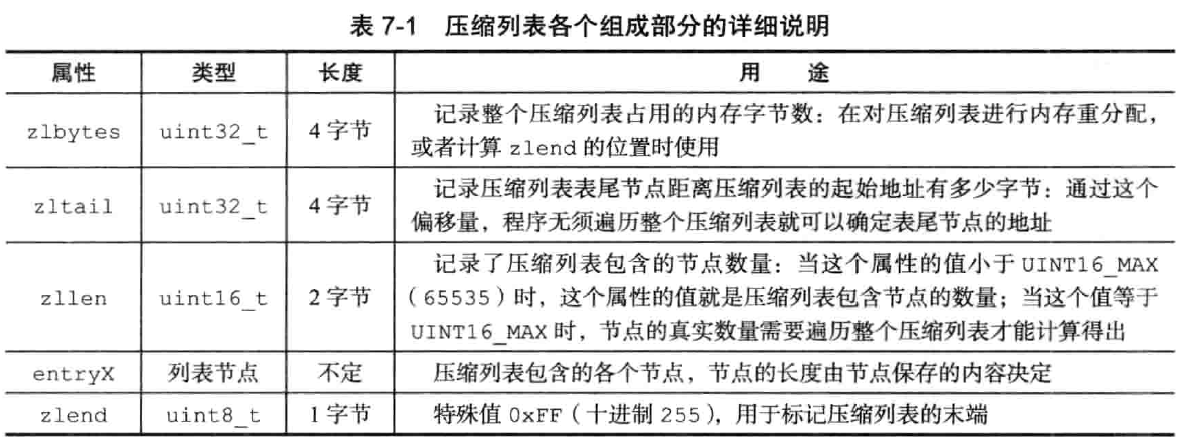 表 7-1 压缩列表各个组成部分的详细说明
属性 类型 长度 用 途
zlbytes uint32_t 4 字节 记录整个压缩列表占用的内存字节数：在对压缩列表进行内存重分配，
或者计算 zlend 的位置时使用
zltail uint32_t 4 字节 记录压缩列表表尾节点距离压缩列表的起始地址有多少字节：通过这个
偏移量，程序无须遍历整个压缩列表就可以确定表尾节点的地址
zllen uint16_t 2 字节 记录了压缩列表包含的节点数量：当这个属性的值小于 UINT16_MAX
（65535）时，这个属性的值就是压缩列表包含节点的数量；当这个值等于
UINT16_MAX 时，节点的真实数量需要遍历整个压缩列表才能计算得出
entryX 列表节点 不定 压缩列表包含的各个节点，节点的长度由节点保存的内容决定
zlend uint8_t 1 字节 特殊值 0xFF（十进制 255），用于标记压缩列表的末端